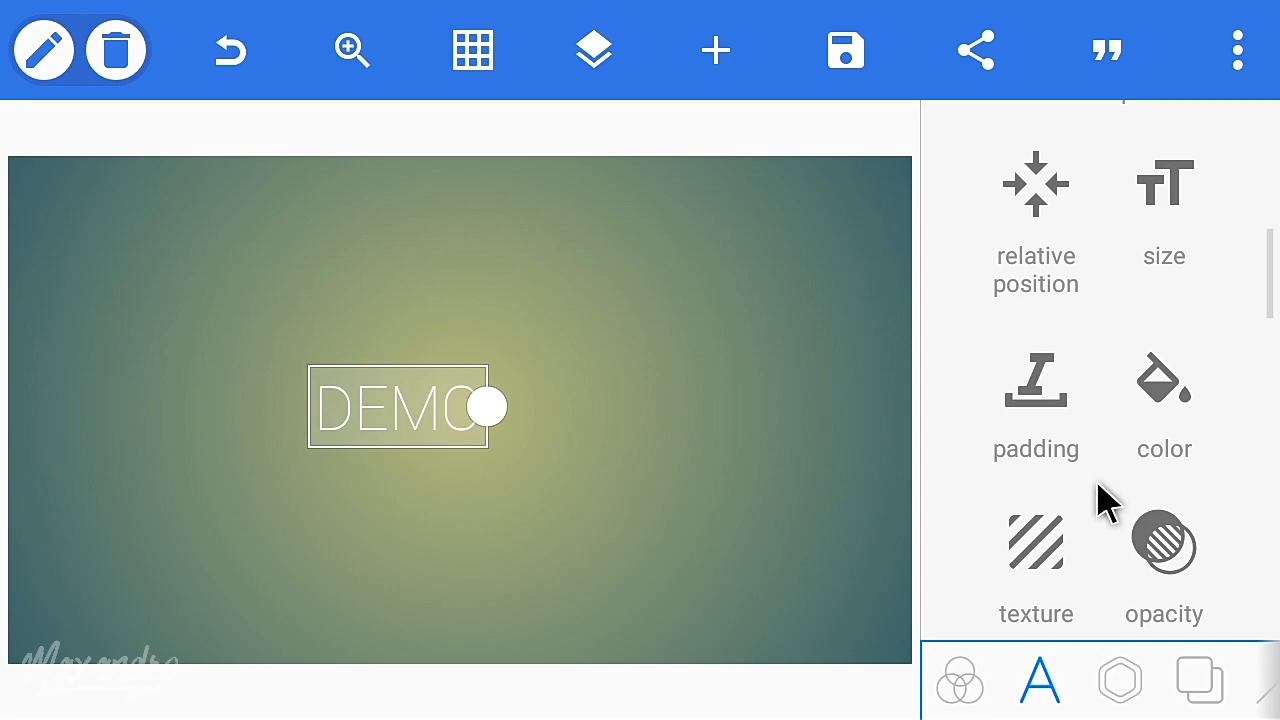 DEMO
relative
position
size
padding
color
texture
opacity